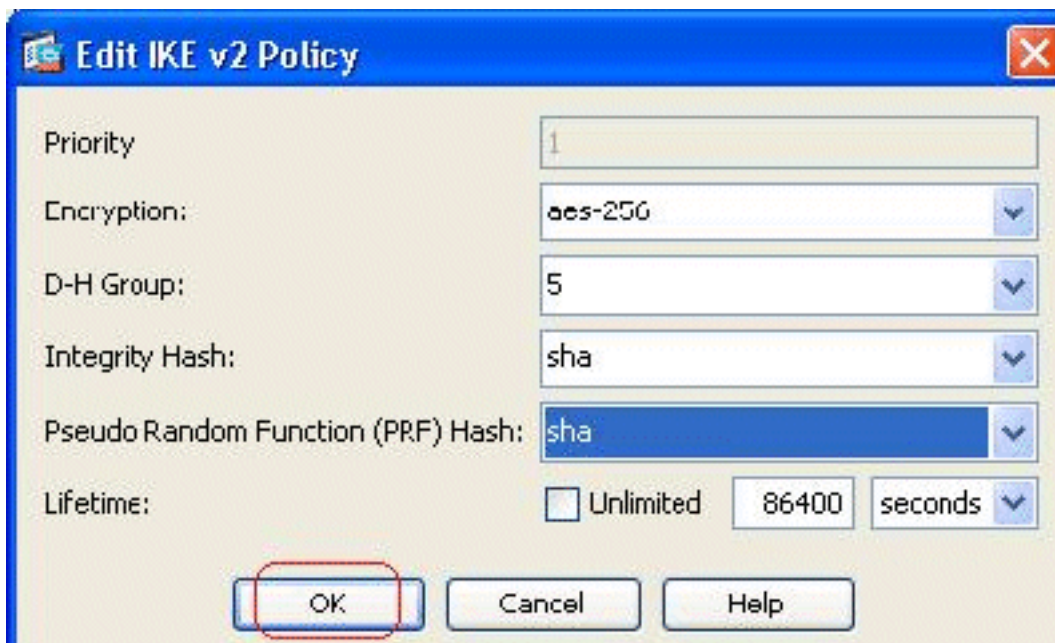 Edit IKE v2 Policy
Priority 1
Encryption: aes-256
D-H Group: 5
Integrity Hash: sha
Pseudo Random Function (PRF) Hash: sha
Lifetime: Unlimited 86400 seconds
OK Cancel Help